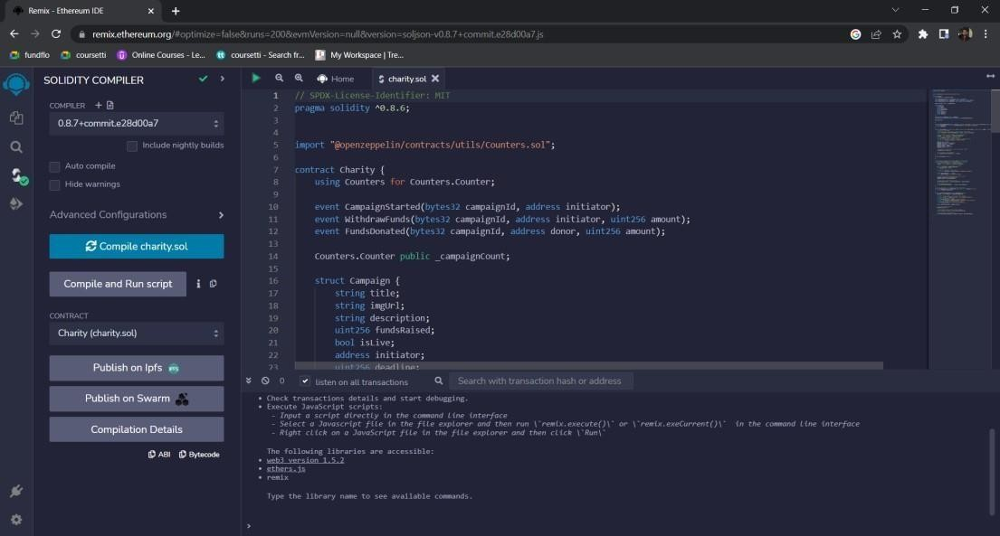 Remix - Ethereum IDE
remix.ethereum.org/#optimize=false&runs=200&evmVersion=null&version=soljson-v0.8.7+commit.e28d00a7.js
fundflo
coursetti
Online Courses - Le...
coursetti - Search fr...
My Workspace | Tre...
SOLIDITY COMPILER
COMPILER
0.8.7+commit.e28d00a7
Include nightly builds
Auto compile
Hide warnings
Advanced Configurations
Compile charity.sol
Compile and Run script
CONTRACT
Charity (charity.sol)
Publish on Ipfs
Publish on Swarm
Compilation Details
ABI
Bytecode
Home
charity.sol
1 // SPDX-License-Identifier: MIT
2 pragma solidity ^0.8.6;
3
4
5 import "@openzeppelin/contracts/utils/Counters.sol";
6
7 contract Charity {
8 using Counters for Counters.Counter;
9
10 event CampaignStarted(bytes32 campaignId, address initiator);
11 event WithdrawFunds(bytes32 campaignId, address initiator, uint256 amount);
12 event FundsDonated(bytes32 campaignId, address donor, uint256 amount);
13
14 Counters.Counter public _campaignCount;
15
16 struct Campaign {
17 string title;
18 string imgUrl;
19 string description;
20 uint256 fundsRaised;
21 bool isLive;
22 address initiator;
23 uint256 deadline;
0
listen on all transactions
Search with transaction hash or address
• Check transactions details and start debugging.
• Execute JavaScript scripts:
- Input a script directly in the command line interface
- Select a Javascript file in the file explorer and then run \`remix.execute()\` or \`remix.exeCurrent()\` in the command line interface
- Right click on a JavaScript file in the file explorer and then click \`Run\`
The following libraries are accessible:
• web3 version 1.5.2
• ethers.js
• remix
Type the library name to see available commands.
>